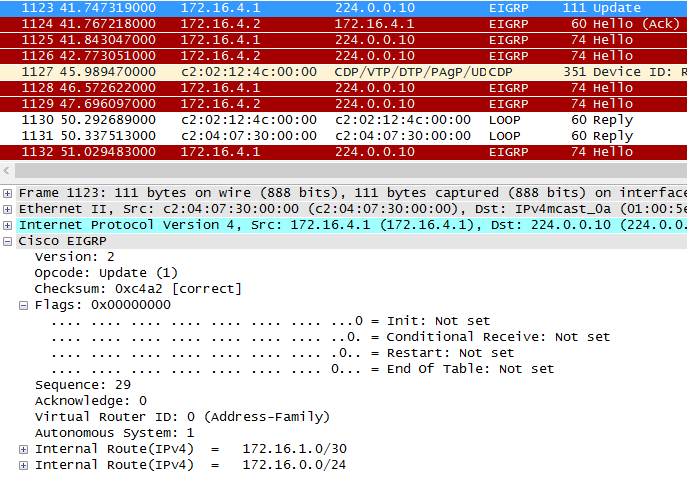 1123 41.747319000 172.16.4.1 224.0.0.10 EIGRP 111 Update
1124 41.767218000 172.16.4.2 172.16.4.1 EIGRP 60 Hello (Ack)
1125 41.843047000 172.16.4.1 224.0.0.10 EIGRP 74 Hello
1126 42.773051000 172.16.4.2 224.0.0.10 EIGRP 74 Hello
1127 45.989470000 c2:02:12:4c:00:00 CDP/VTP/DTP/PAgP/UD CDP 351 Device ID: R
1128 46.572622000 172.16.4.1 224.0.0.10 EIGRP 74 Hello
1129 47.696097000 172.16.4.2 224.0.0.10 EIGRP 74 Hello
1130 50.292689000 c2:02:12:4c:00:00 c2:02:12:4c:00:00 LOOP 60 Reply
1131 50.337513000 c2:04:07:30:00:00 c2:04:07:30:00:00 LOOP 60 Reply
1132 51.029483000 172.16.4.1 224.0.0.10 EIGRP 74 Hello
Frame 1123: 111 bytes on wire (888 bits), 111 bytes captured (888 bits) on interface
Ethernet II, Src: c2:04:07:30:00:00 (c2:04:07:30:00:00), Dst: IPv4mcast_0a (01:00:5e
Internet Protocol Version 4, Src: 172.16.4.1 (172.16.4.1), Dst: 224.0.0.10 (224.0.0.
Cisco EIGRP
Version: 2
Opcode: Update (1)
Checksum: 0xc4a2 [correct]
Flags: 0x00000000
.... .... .... .... .... .... .... ...0 = Init: Not set
.... .... .... .... .... .... .... ..0. = Conditional Receive: Not set
.... .... .... .... .... .... .... .0.. = Restart: Not set
.... .... .... .... .... .... .... 0... = End Of Table: Not set
Sequence: 29
Acknowledge: 0
Virtual Router ID: 0 (Address-Family)
Autonomous System: 1
Internal Route(IPv4) = 172.16.1.0/30
Internal Route(IPv4) = 172.16.0.0/24